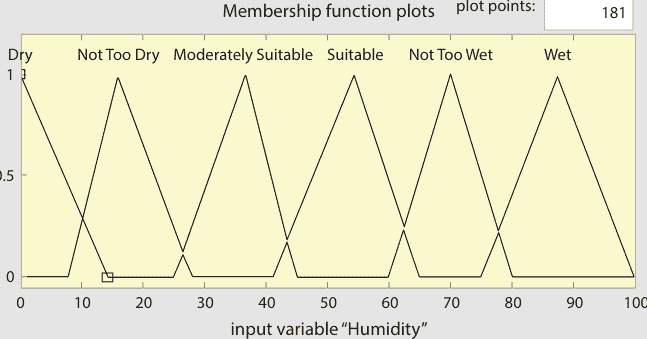 Membership function plots plot points: 181
Dry Not Too Dry Moderately Suitable Suitable Not Too Wet Wet
1
0.5
0
0 10 20 30 40 50 60 70 80 90 100
input variable “Humidity”